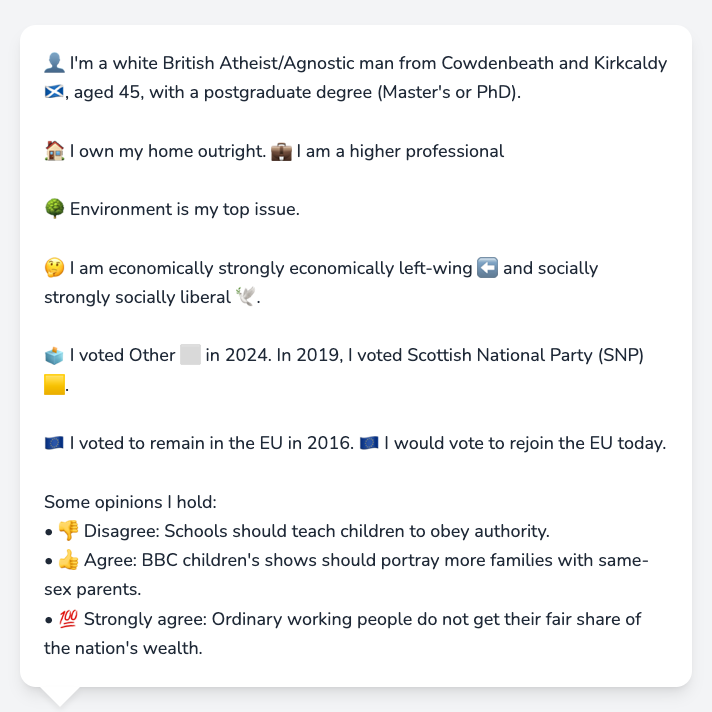 👤 I'm a white British Atheist/Agnostic man from Cowdenbeath and Kirkcaldy
🏴󠁧󠁢󠁳󠁣󠁴󠁿, aged 45, with a postgraduate degree (Master's or PhD).
🏠 I own my home outright. 💼 I am a higher professional
🌳 Environment is my top issue.
🤔 I am economically strongly economically left-wing ⬅️ and socially
strongly socially liberal 🕊️.
🗳️ I voted Other ⬜ in 2024. In 2019, I voted Scottish National Party (SNP)
🟨.
🇪🇺 I voted to remain in the EU in 2016. 🇪🇺 I would vote to rejoin the EU today.
Some opinions I hold:
• 👎 Disagree: Schools should teach children to obey authority.
• 👍 Agree: BBC children's shows should portray more families with same-
sex parents.
• 💯 Strongly agree: Ordinary working people do not get their fair share of
the nation's wealth.